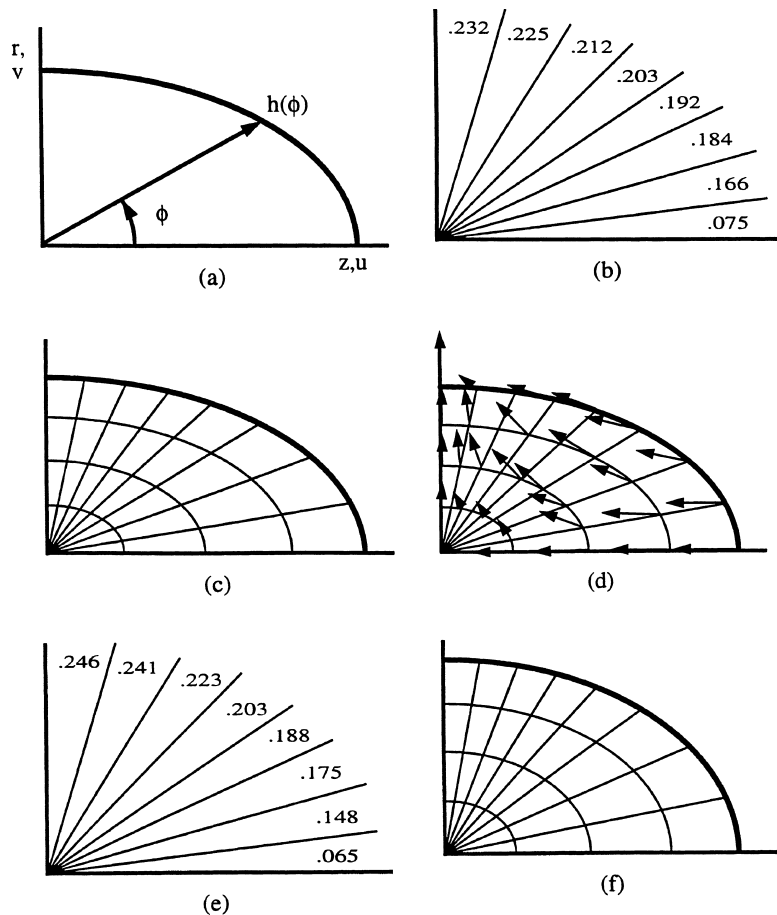 r,
v
h(ϕ)
ϕ
z,u
(a)
.232
.225
.212
.203
.192
.184
.166
.075
(b)
(c)
(d)
.246
.241
.223
.203
.188
.175
.148
.065
(e)
(f)